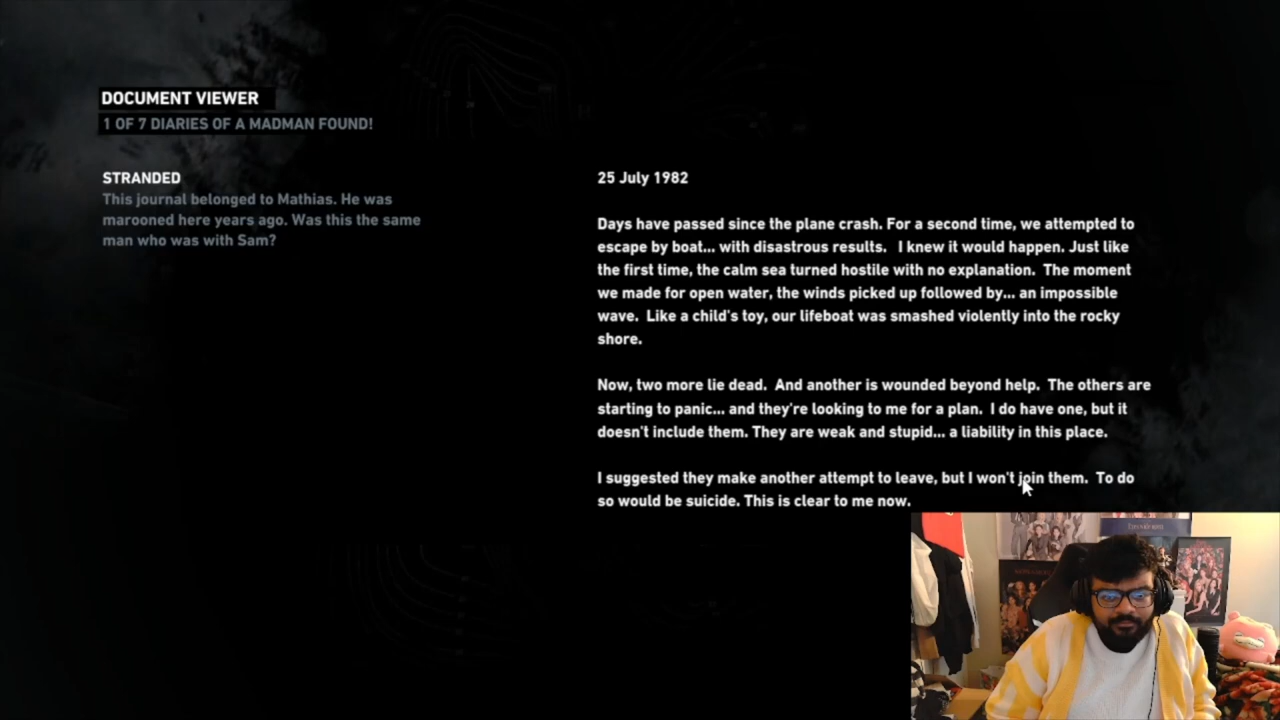 DOCUMENT VIEWER
1 OF 7 DIARIES OF A MADMAN FOUND!
STRANDED
This journal belonged to Mathias. He was
marooned here years ago. Was this the same
man who was with Sam?
25 July 1982
Days have passed since the plane crash. For a second time, we attempted to
escape by boat... with disastrous results. I knew it would happen. Just like
the first time, the calm sea turned hostile with no explanation. The moment
we made for open water, the winds picked up followed by... an impossible
wave. Like a child's toy, our lifeboat was smashed violently into the rocky
shore.
Now, two more lie dead. And another is wounded beyond help. The others are
starting to panic... and they're looking to me for a plan. I do have one, but it
doesn't include them. They are weak and stupid... a liability in this place.
I suggested they make another attempt to leave, but I won't join them. To do
so would be suicide. This is clear to me now.